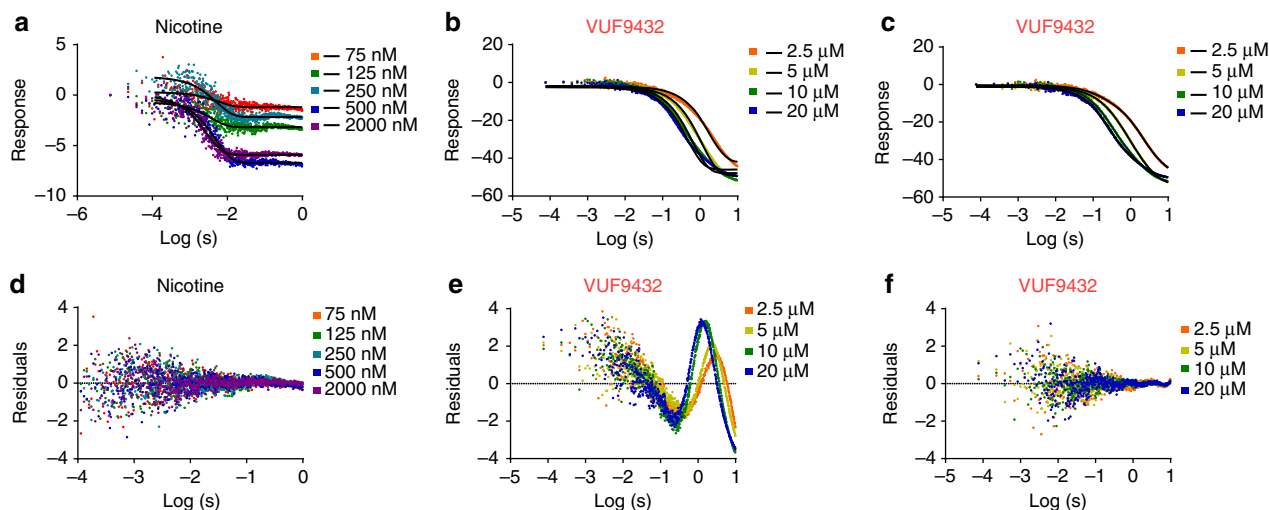 a
Nicotine
5
0
−5
−10
Response
−6
−4
−2
0
Log (s)
75 nM
125 nM
250 nM
500 nM
2000 nM
b
VUF9432
20
0
−20
−40
−60
Response
−5
−4
−3
−2
−1
0
1
Log (s)
2.5 μM
5 μM
10 μM
20 μM
c
VUF9432
20
0
−20
−40
−60
Response
−5
−4
−3
−2
−1
0
1
Log (s)
2.5 μM
5 μM
10 μM
20 μM
d
Nicotine
4
2
0
−2
−4
Residuals
−4
−3
−2
−1
0
Log (s)
75 nM
125 nM
250 nM
500 nM
2000 nM
e
VUF9432
4
2
0
−2
−4
Residuals
−5
−4
−3
−2
−1
0
1
Log (s)
2.5 μM
5 μM
10 μM
20 μM
f
VUF9432
4
2
0
−2
−4
Residuals
−5
−4
−3
−2
−1
0
1
Log (s)
2.5 μM
5 μM
10 μM
20 μM